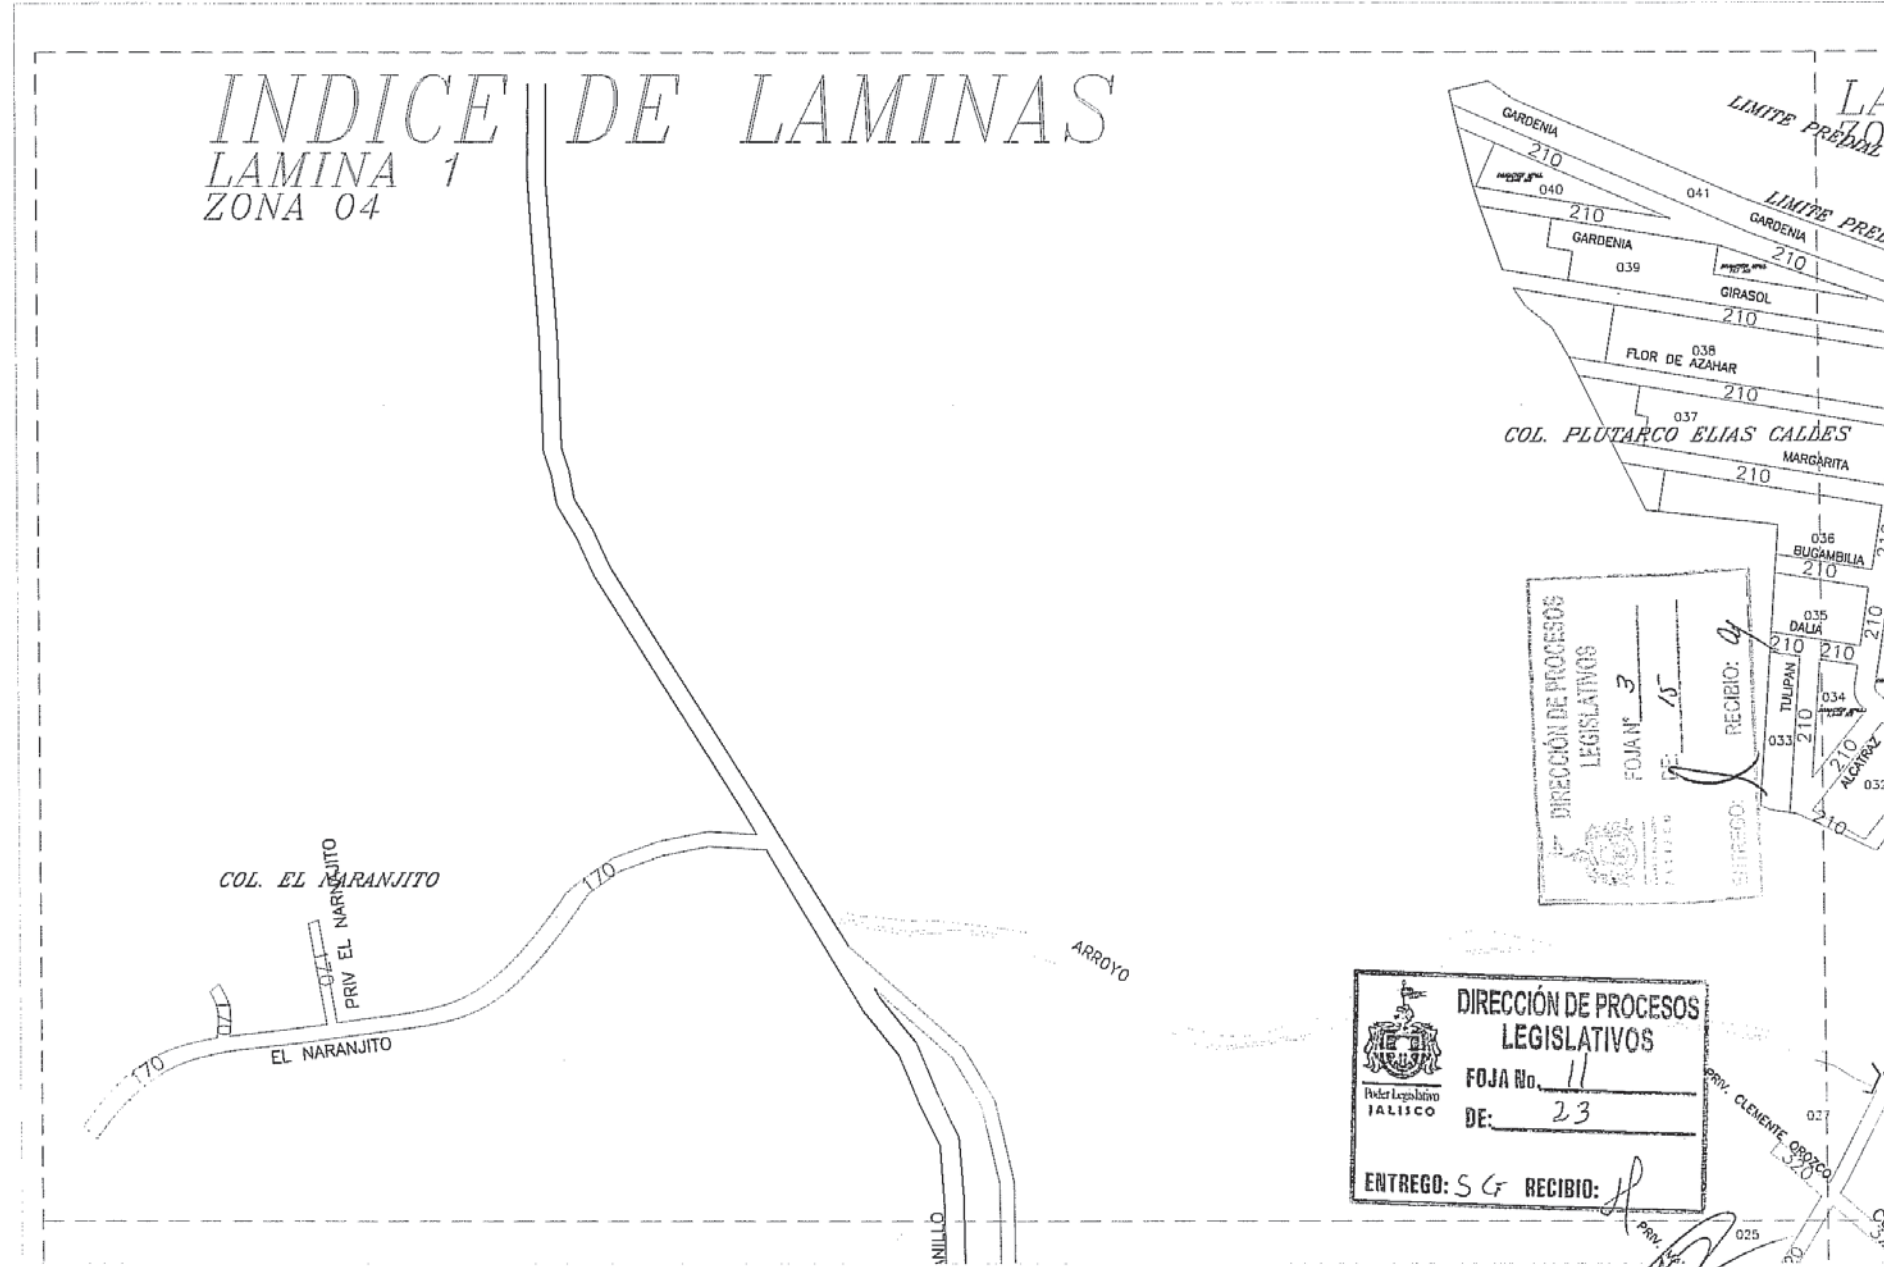 INDICE DE LAMINAS
LAMINA 1
ZONA 04
LIMITE PREDIAL
GARDENIA
210
040
041
LIMITE
210
GARDENIA
GARDENIA
210
039
GIRASOL
210
038
FLOR DE AZAHAR
210
037
COL. PLUTARCO ELIAS CALLES
MARGARITA
210
036
BUGAMBILIA
210
035
DALIA
210
210
210
TULIPAN
210
033
034
210
ALCATRAZ
210
DIRECCIÓN DE PROCESOS
LEGISLATIVOS
FOJA N° 3
DE: 15
ENTREGO:
RECIBIO:
COL. EL NARANJITO
PRIV EL NARNAJITO
170
170
170
170
EL NARANJITO
ARROYO
DIRECCIÓN DE PROCESOS
LEGISLATIVOS
Poder Legislativo
JALISCO
FOJA No. 11
DE: 23
ENTREGO: SG RECIBIO:
PRIV. CLEMENTE OROZCO
320
027
025
PRIV.